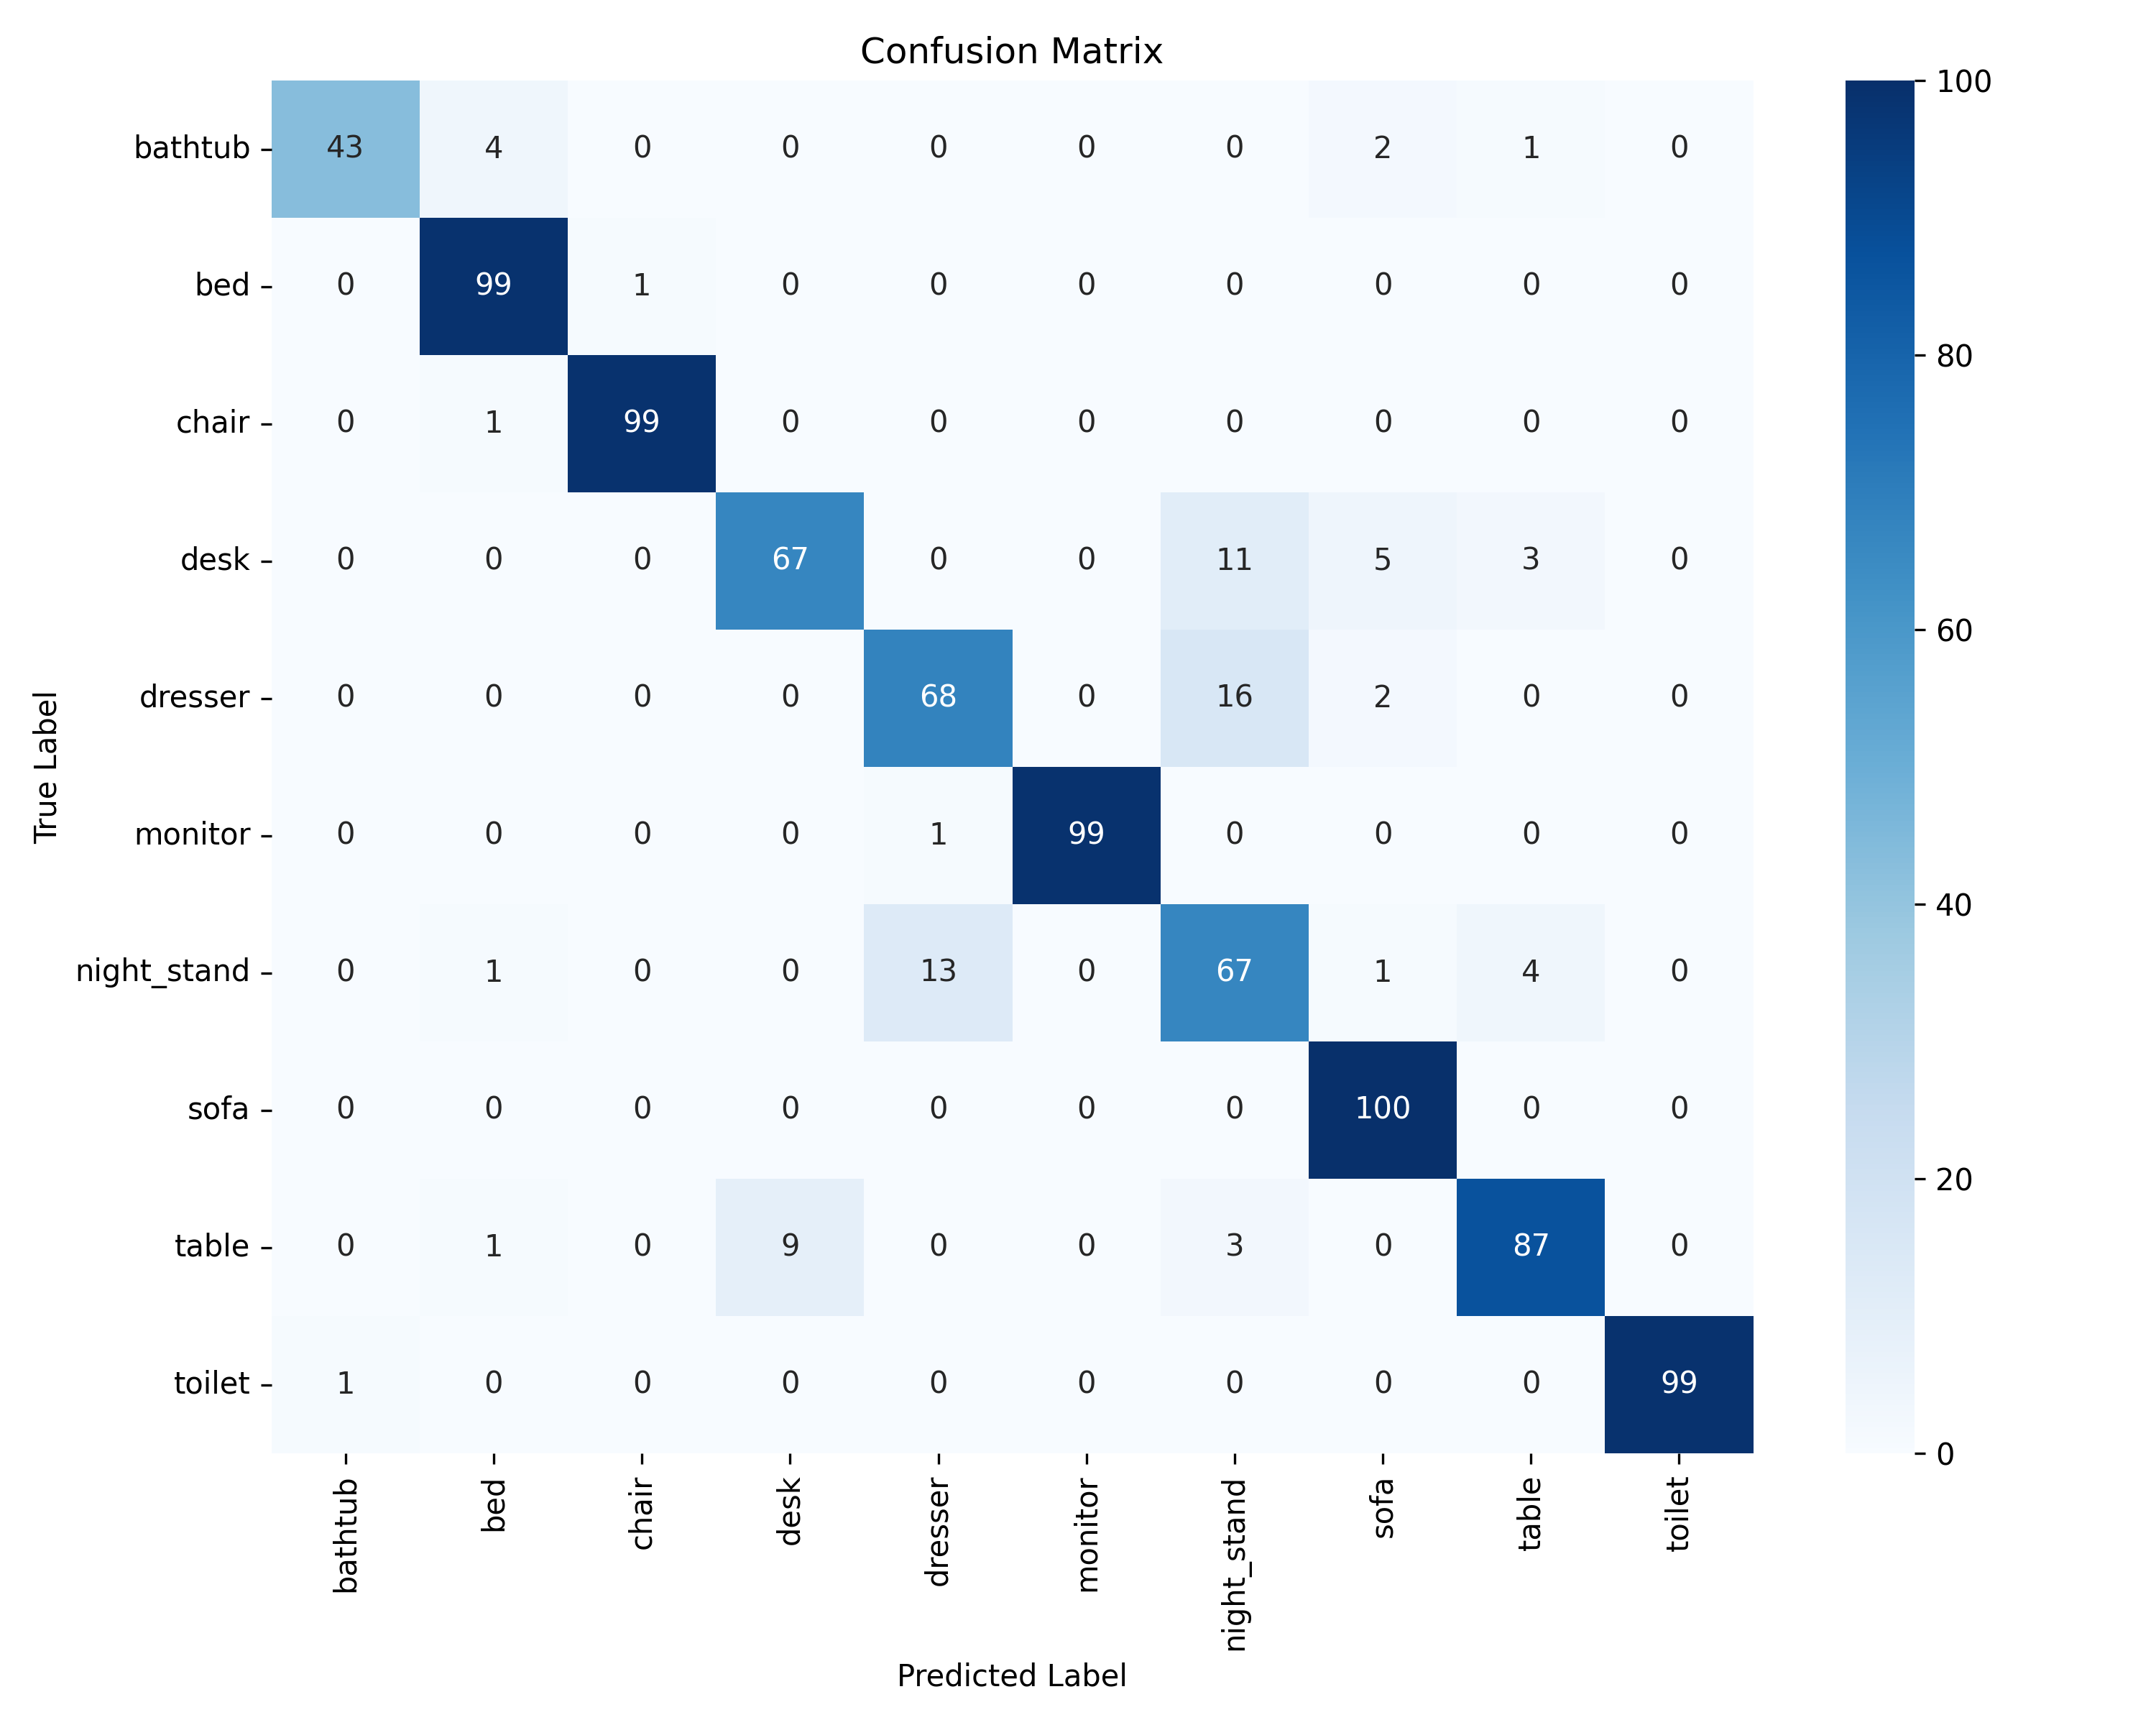 Confusion Matrix
bathtub 43 4 0 0 0 0 0 2 1 0
bed 0 99 1 0 0 0 0 0 0 0
chair 0 1 99 0 0 0 0 0 0 0
desk 0 0 0 67 0 0 11 5 3 0
dresser 0 0 0 0 68 0 16 2 0 0
monitor 0 0 0 0 1 99 0 0 0 0
night_stand 0 1 0 0 13 0 67 1 4 0
sofa 0 0 0 0 0 0 0 100 0 0
table 0 1 0 9 0 0 3 0 87 0
toilet 1 0 0 0 0 0 0 0 0 99
True Label
bathtub bed chair desk dresser monitor night_stand sofa table toilet
Predicted Label
100
80
60
40
20
0